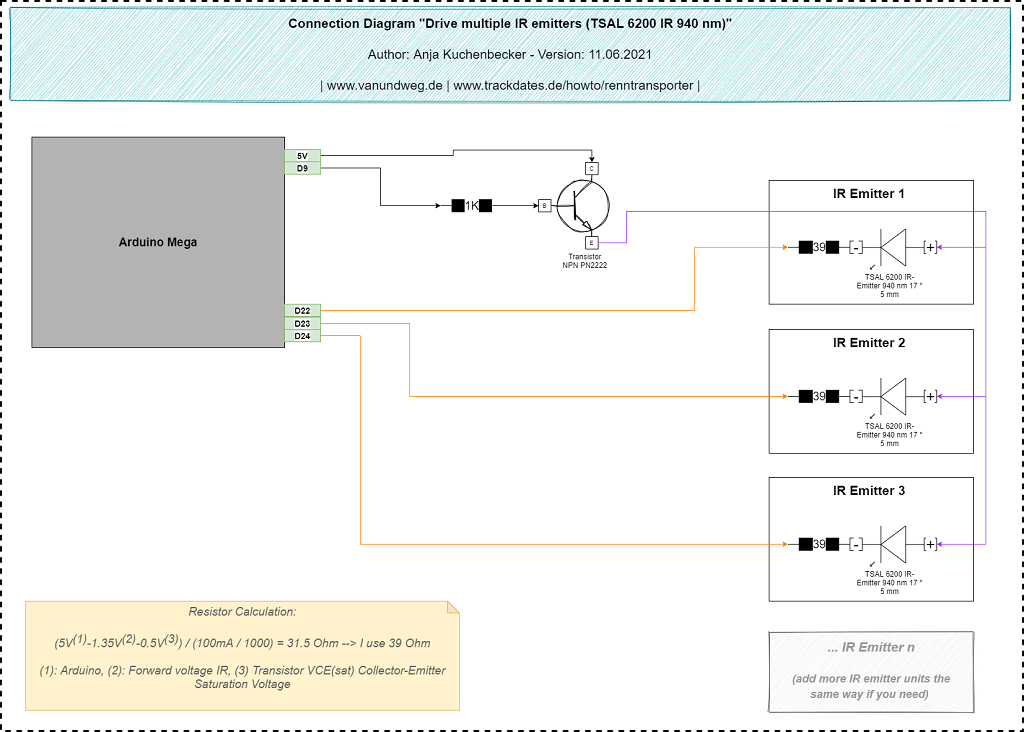 Connection Diagram "Drive multiple IR emitters (TSAL 6200 IR 940 nm)"
Author: Anja Kuchenbecker - Version: 11.06.2021
| www.vanundweg.de | www.trackdates.de/howto/renntransporter |
Arduino Mega
5V
D9
1K
B
C
E
Transistor
NPN PN2222
D22
D23
D24
IR Emitter 1
39
[-]
[+]
TSAL 6200 IR-
Emitter 940 nm 17 °
5 mm
IR Emitter 2
39
[-]
[+]
TSAL 6200 IR-
Emitter 940 nm 17 °
5 mm
IR Emitter 3
39
[-]
[+]
TSAL 6200 IR-
Emitter 940 nm 17 °
5 mm
Resistor Calculation:
(5V(1)-1.35V(2)-0.5V(3)) / (100mA / 1000) = 31.5 Ohm --> I use 39 Ohm
(1): Arduino, (2): Forward voltage IR, (3) Transistor VCE(sat) Collector-Emitter
Saturation Voltage
... IR Emitter n
(add more IR emitter units the
same way if you need)